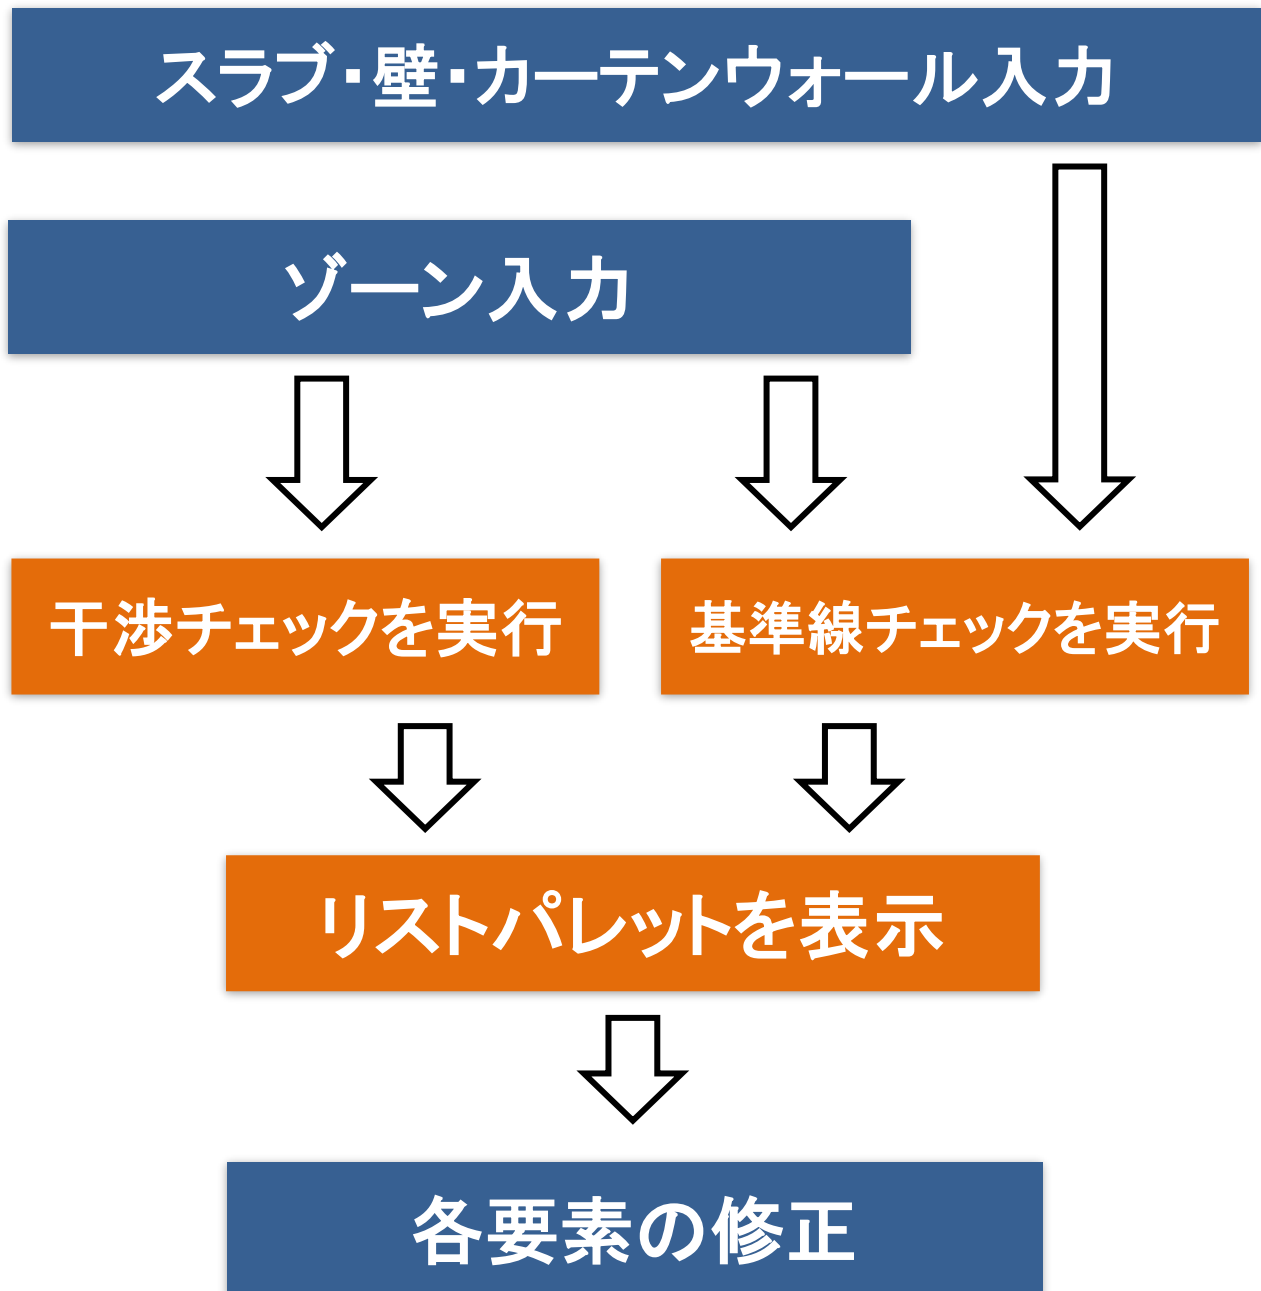 スラブ・壁・カーテンウォール入力
ゾーン入力
干渉チェックを実行
基準線チェックを実行
リストパレットを表示
各要素の修正